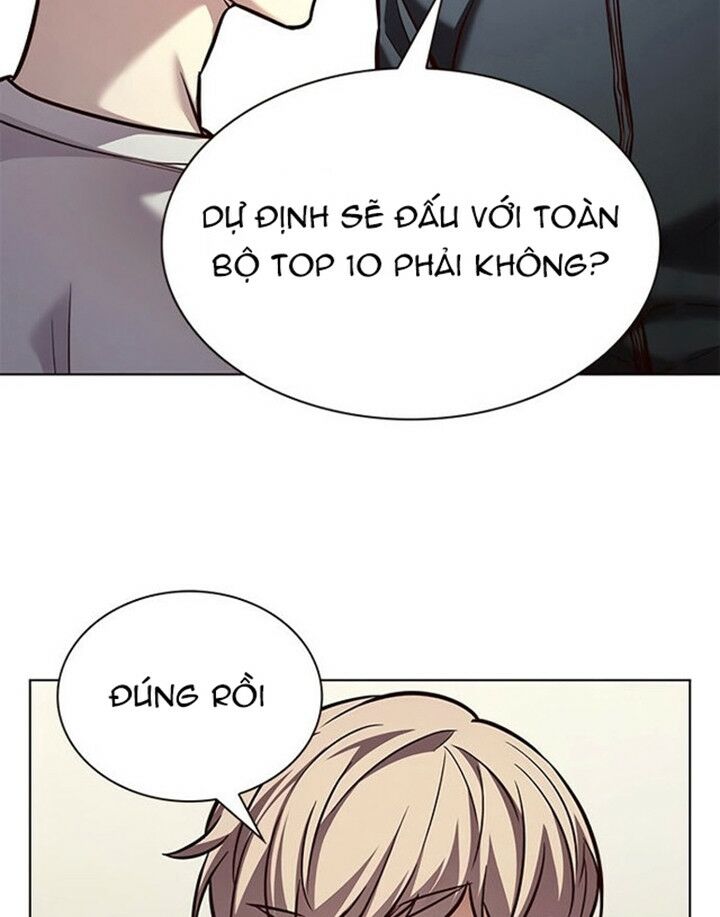 DỰ ĐỊNH SẼ ĐẤU VỚI TOÀN
BỘ TOP 10 PHẢI KHÔNG?
ĐÚNG RỒI